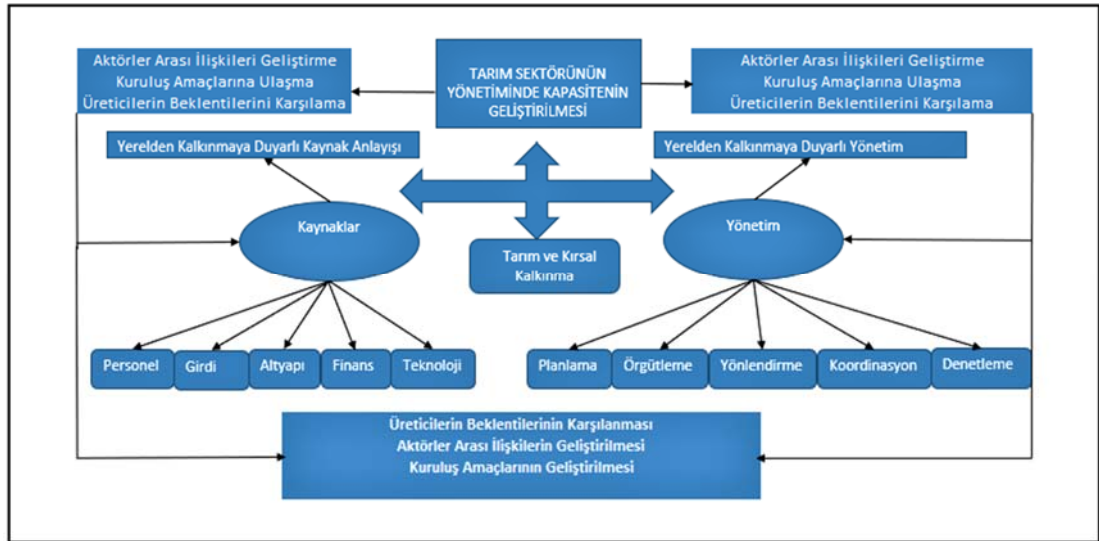 Aktörler Arası İlişkileri Geliştirme
Kuruluş Amaçlarına Ulaşma
Üreticilerin Beklentilerini Karşılama
TARIM SEKTÖRÜNÜN
YÖNETİMİNDE KAPASİTENİN
GELİŞTİRİLMESİ
Aktörler Arası İlişkileri Geliştirme
Kuruluş Amaçlarına Ulaşma
Üreticilerin Beklentilerini Karşılama
Yerelden Kalkınmaya Duyarlı Kaynak Anlayışı
Yerelden Kalkınmaya Duyarlı Yönetim
Kaynaklar
Yönetim
Tarım ve Kırsal
Kalkınma
Personel
Girdi
Altyapı
Finans
Teknoloji
Planlama
Örgütleme
Yönlendirme
Koordinasyon
Denetleme
Üreticilerin Beklentilerinin Karşılanması
Aktörler Arası İlişkilerin Geliştirilmesi
Kuruluş Amaçlarının Geliştirilmesi